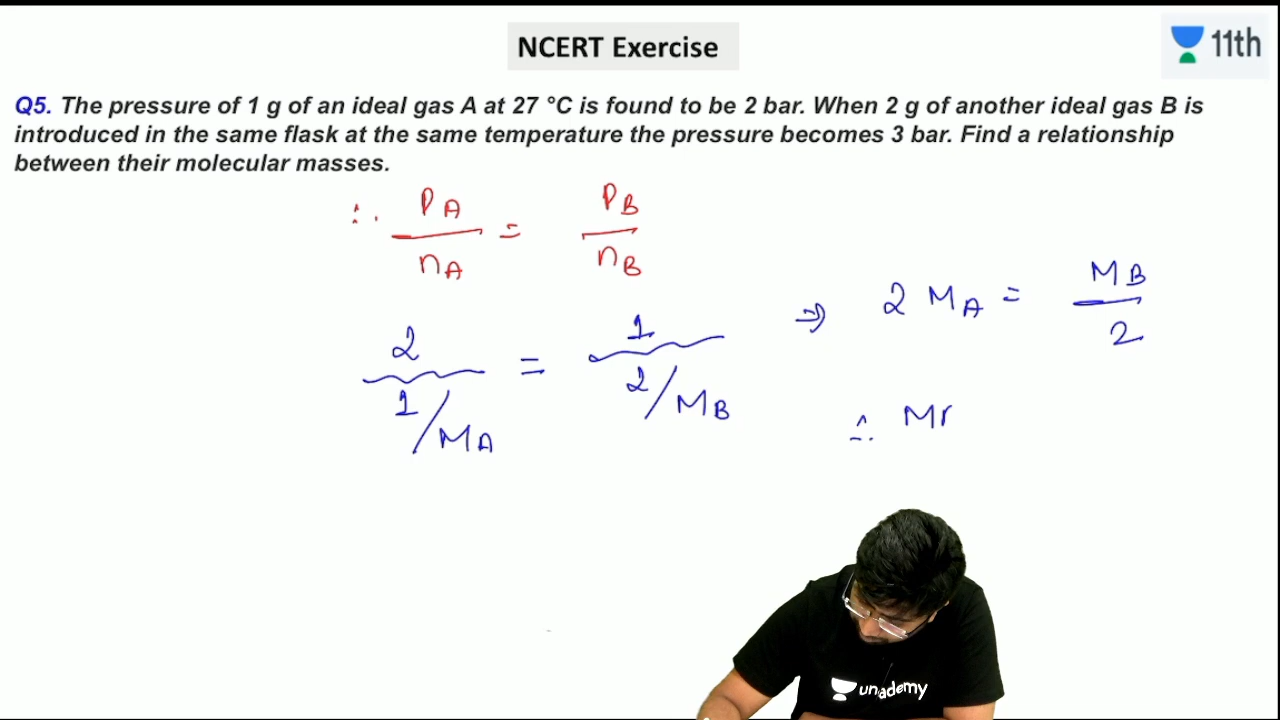 NCERT Exercise
11th
Q5. The pressure of 1 g of an ideal gas A at 27 °C is found to be 2 bar. When 2 g of another ideal gas B is
introduced in the same flask at the same temperature the pressure becomes 3 bar. Find a relationship
between their molecular masses.
∴ PA/nA = PB/nB
2/(1/MA) = 1/(2/MB) ⇒ 2 MA = MB/2
∴ M
unacademy